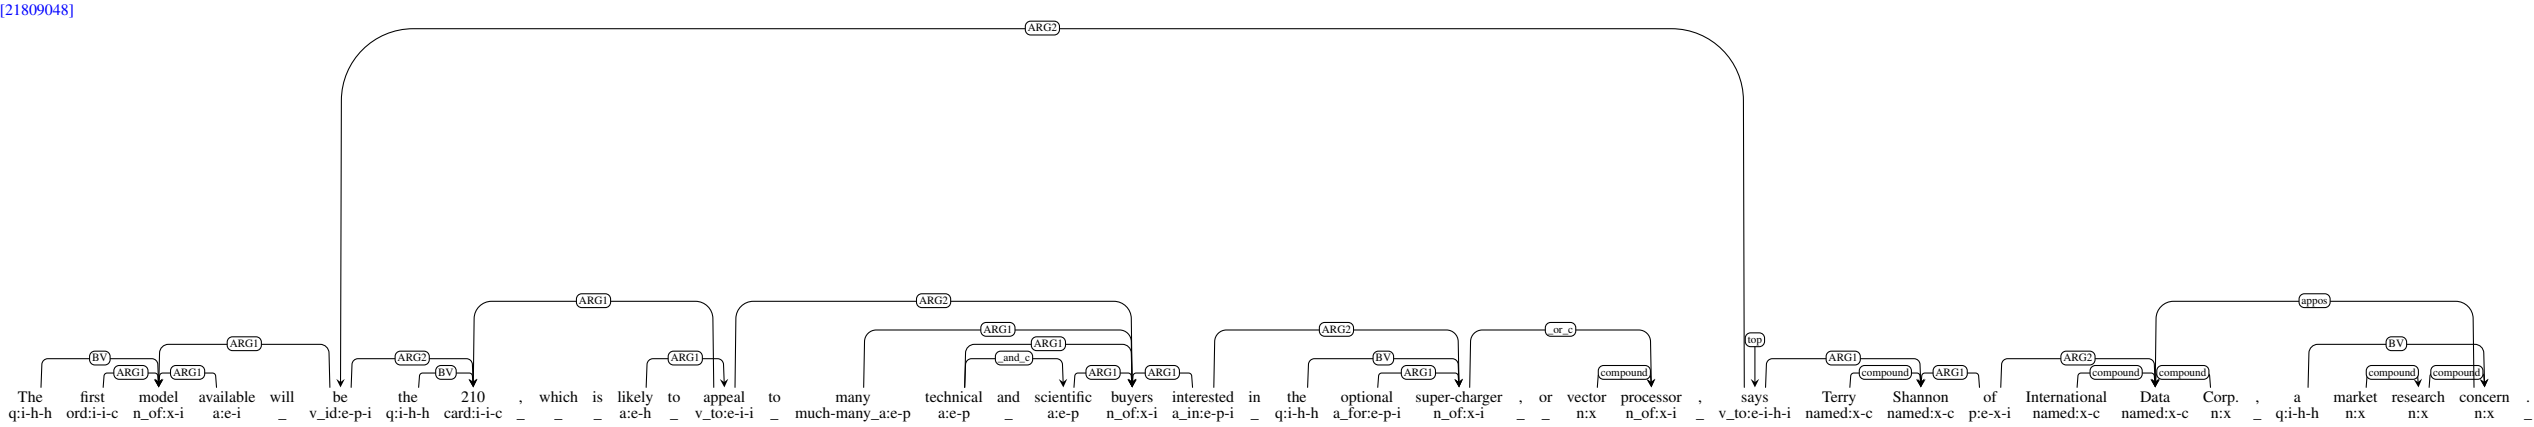 [21809048]
ARG2
ARG1 ARG2 appos
ARG1 ARG2 _or_c
ARG1 ARG1 top BV
BV ARG2 ARG1 _and_c BV ARG1 ARG2
ARG1 ARG1 BV ARG1 ARG1 ARG1 compound compound ARG1 compound compound compound compound
The first model available will be the 210 , which is likely to appeal to many technical and scientific buyers interested in the optional super-charger , or vector processor , says Terry Shannon of International Data Corp. , a market research concern .
q:i-h-h ord:i-i-c n_of:x-i a:e-i _ v_id:e-p-i q:i-h-h card:i-i-c _ _ _ a:e-h _ v_to:e-i-i _ much-many_a:e-p a:e-p _ a:e-p n_of:x-i a_in:e-p-i _ q:i-h-h a_for:e-p-i n_of:x-i _ _ n:x n_of:x-i _ v_to:e-i-h-i named:x-c named:x-c p:e-x-i named:x-c named:x-c n:x _ q:i-h-h n:x n:x n:x _